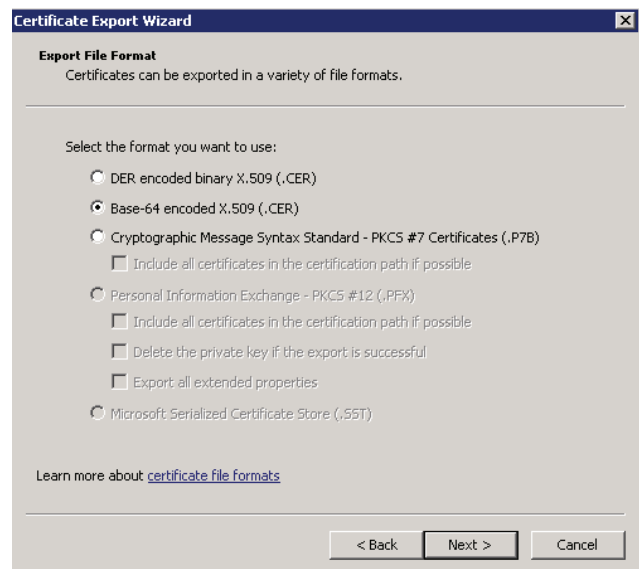 Certificate Export Wizard
Export File Format
Certificates can be exported in a variety of file formats.
Select the format you want to use:
DER encoded binary X.509 (.CER)
Base-64 encoded X.509 (.CER)
Cryptographic Message Syntax Standard - PKCS #7 Certificates (.P7B)
Include all certificates in the certification path if possible
Personal Information Exchange - PKCS #12 (.PFX)
Include all certificates in the certification path if possible
Delete the private key if the export is successful
Export all extended properties
Microsoft Serialized Certificate Store (.SST)
Learn more about certificate file formats
< Back Next > Cancel